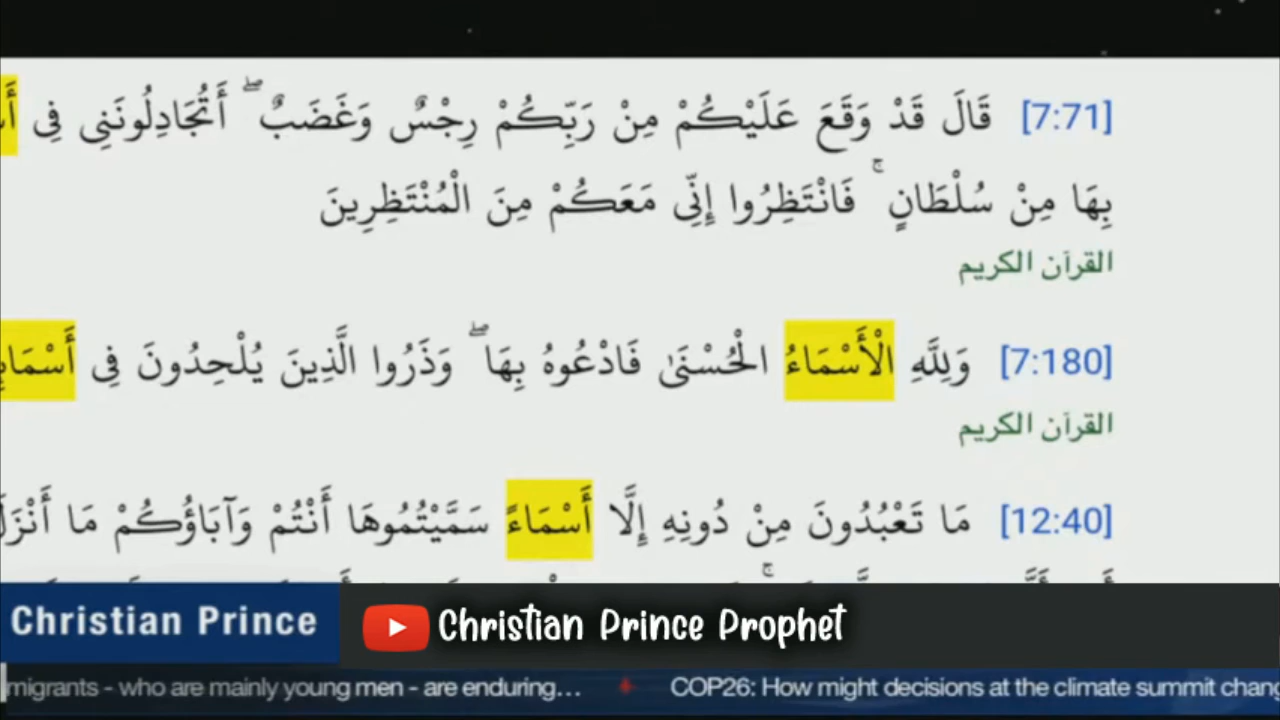 [7:71] قَالَ قَدْ وَقَعَ عَلَيْكُمْ مِنْ رَبِّكُمْ رِجْسٌ وَغَضَبٌ ۖ أَتُجَادِلُونَنِي فِي
بِهَا مِنْ سُلْطَانٍ ۚ فَانْتَظِرُوا إِنِّي مَعَكُمْ مِنَ الْمُنْتَظِرِينَ
القرآن الكريم
[7:180] وَلِلَّهِ الْأَسْمَاءُ الْحُسْنَىٰ فَادْعُوهُ بِهَا ۖ وَذَرُوا الَّذِينَ يُلْحِدُونَ فِي
القرآن الكريم
[12:40] مَا تَعْبُدُونَ مِنْ دُونِهِ إِلَّا أَسْمَاءً سَمَّيْتُمُوهَا أَنْتُمْ وَآبَاؤُكُمْ مَا
Christian Prince
Christian Prince Prophet
migrants - who are mainly young men - are enduring...
COP26: How might decisions at the climate summit